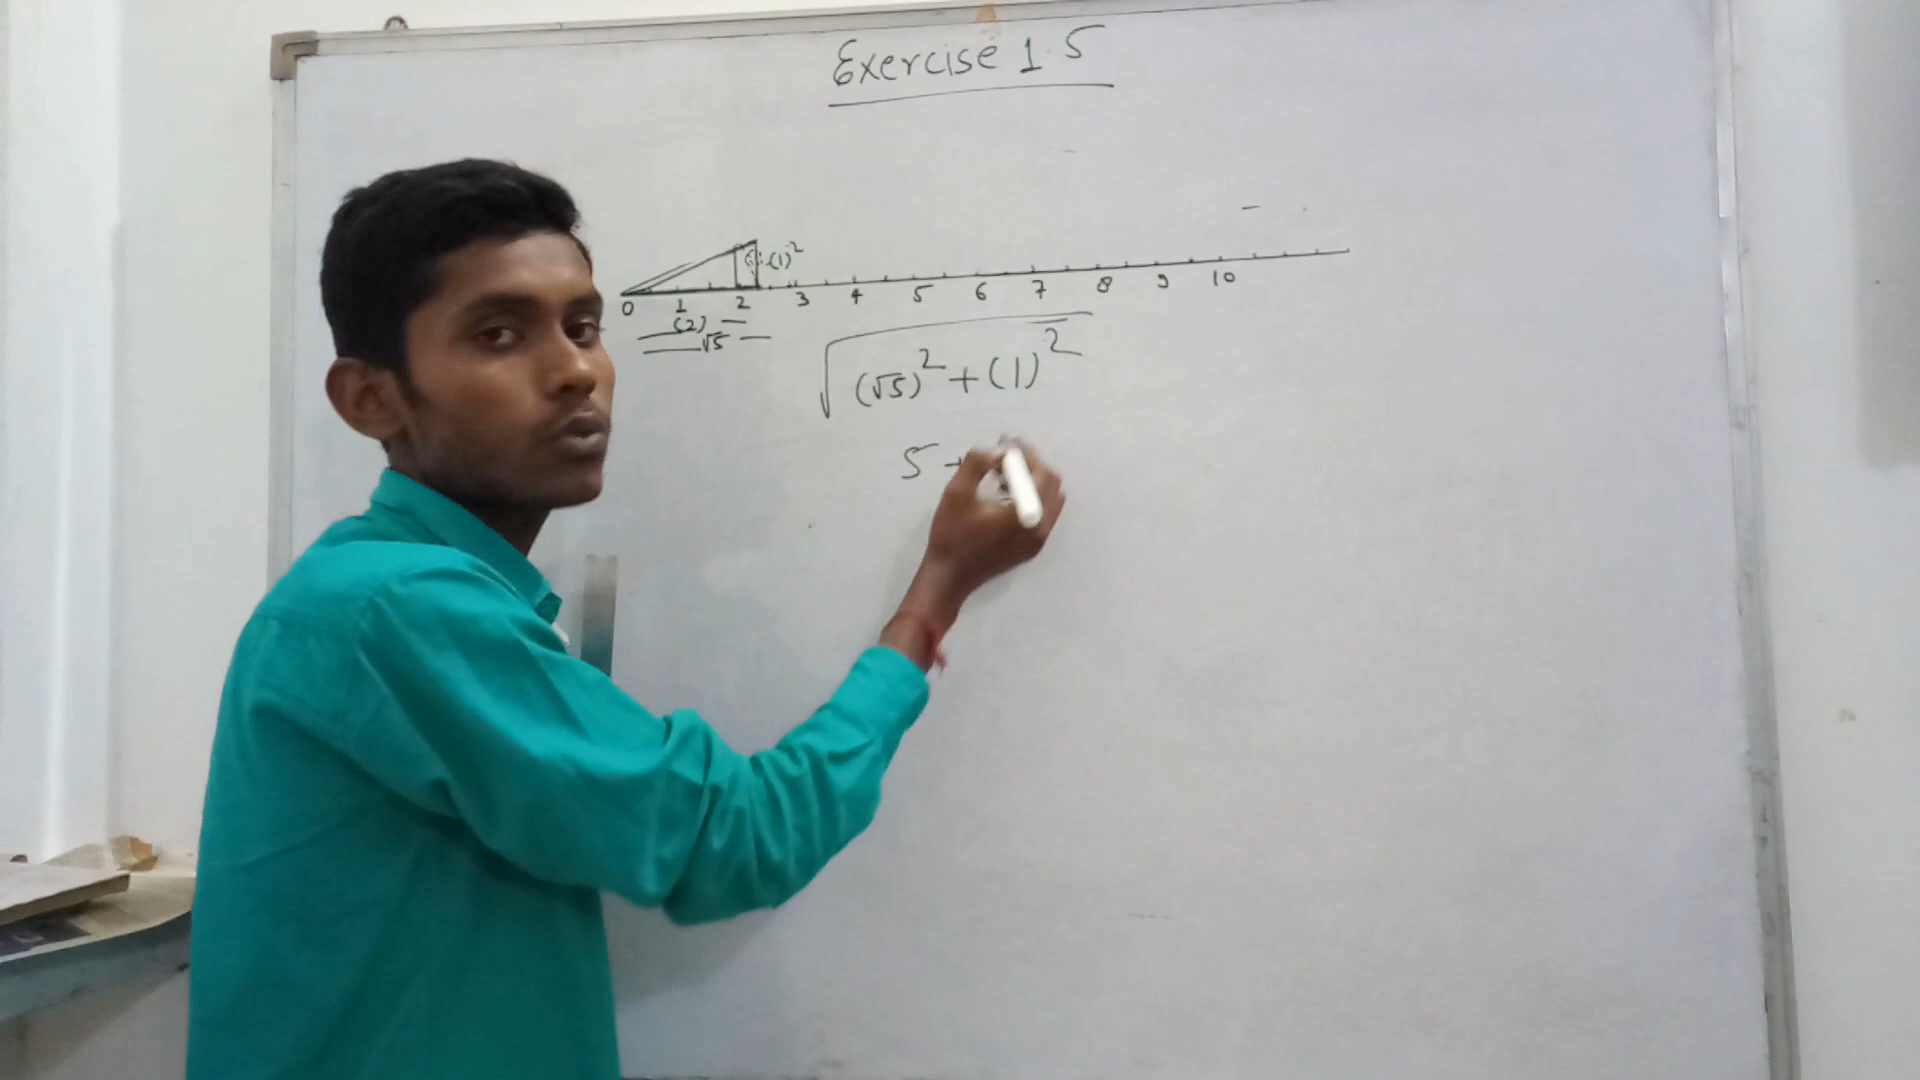 Exercise 1.5
(1)²
0 1 2 3 4 5 6 7 8 9 10
(2)
√5
√((√5)² + (1)²)
5 +